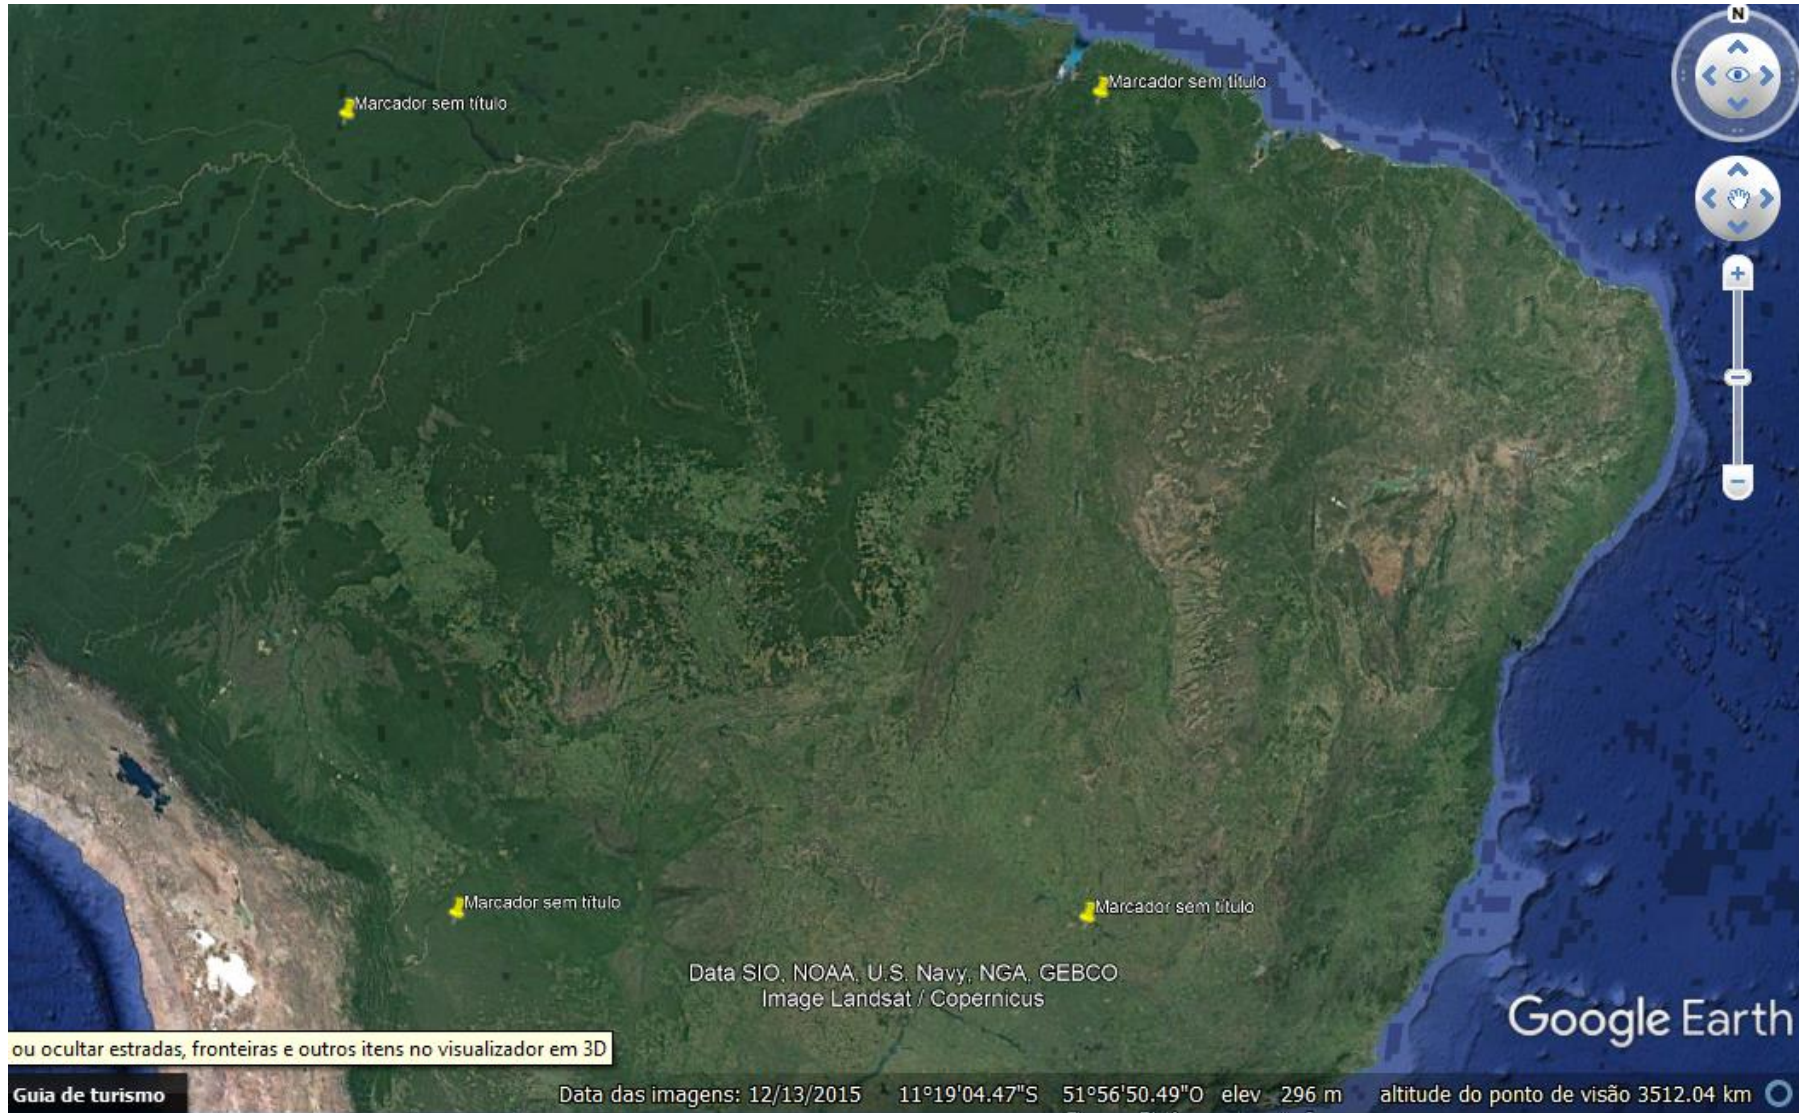 N
Marcador sem título
Marcador sem título
Marcador sem título
Marcador sem título
Data SIO, NOAA, U.S. Navy, NGA, GEBCO
Image Landsat / Copernicus
Google Earth
ou ocultar estradas, fronteiras e outros itens no visualizador em 3D
Guia de turismo
Data das imagens: 12/13/2015 11°19'04.47"S 51°56'50.49"O elev 296 m altitude do ponto de visão 3512.04 km